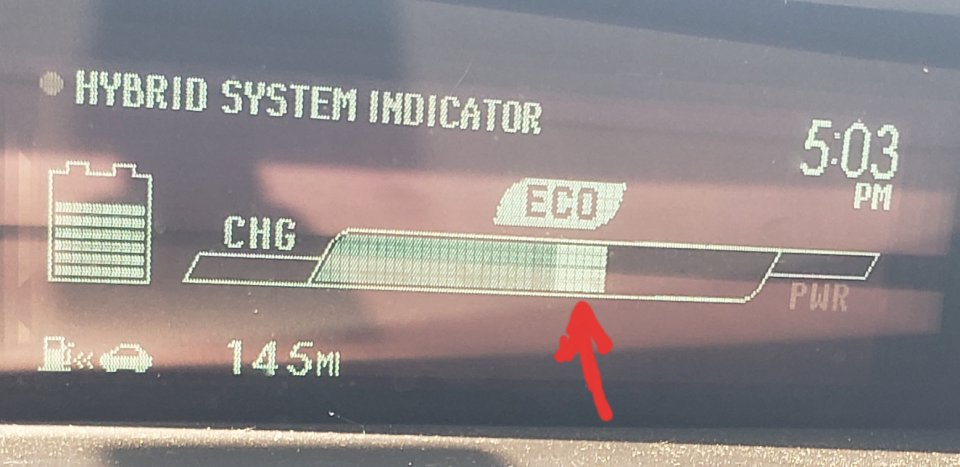 HYBRID SYSTEM INDICATOR
5:03
PM
ECO
CHG
PWR
145MI